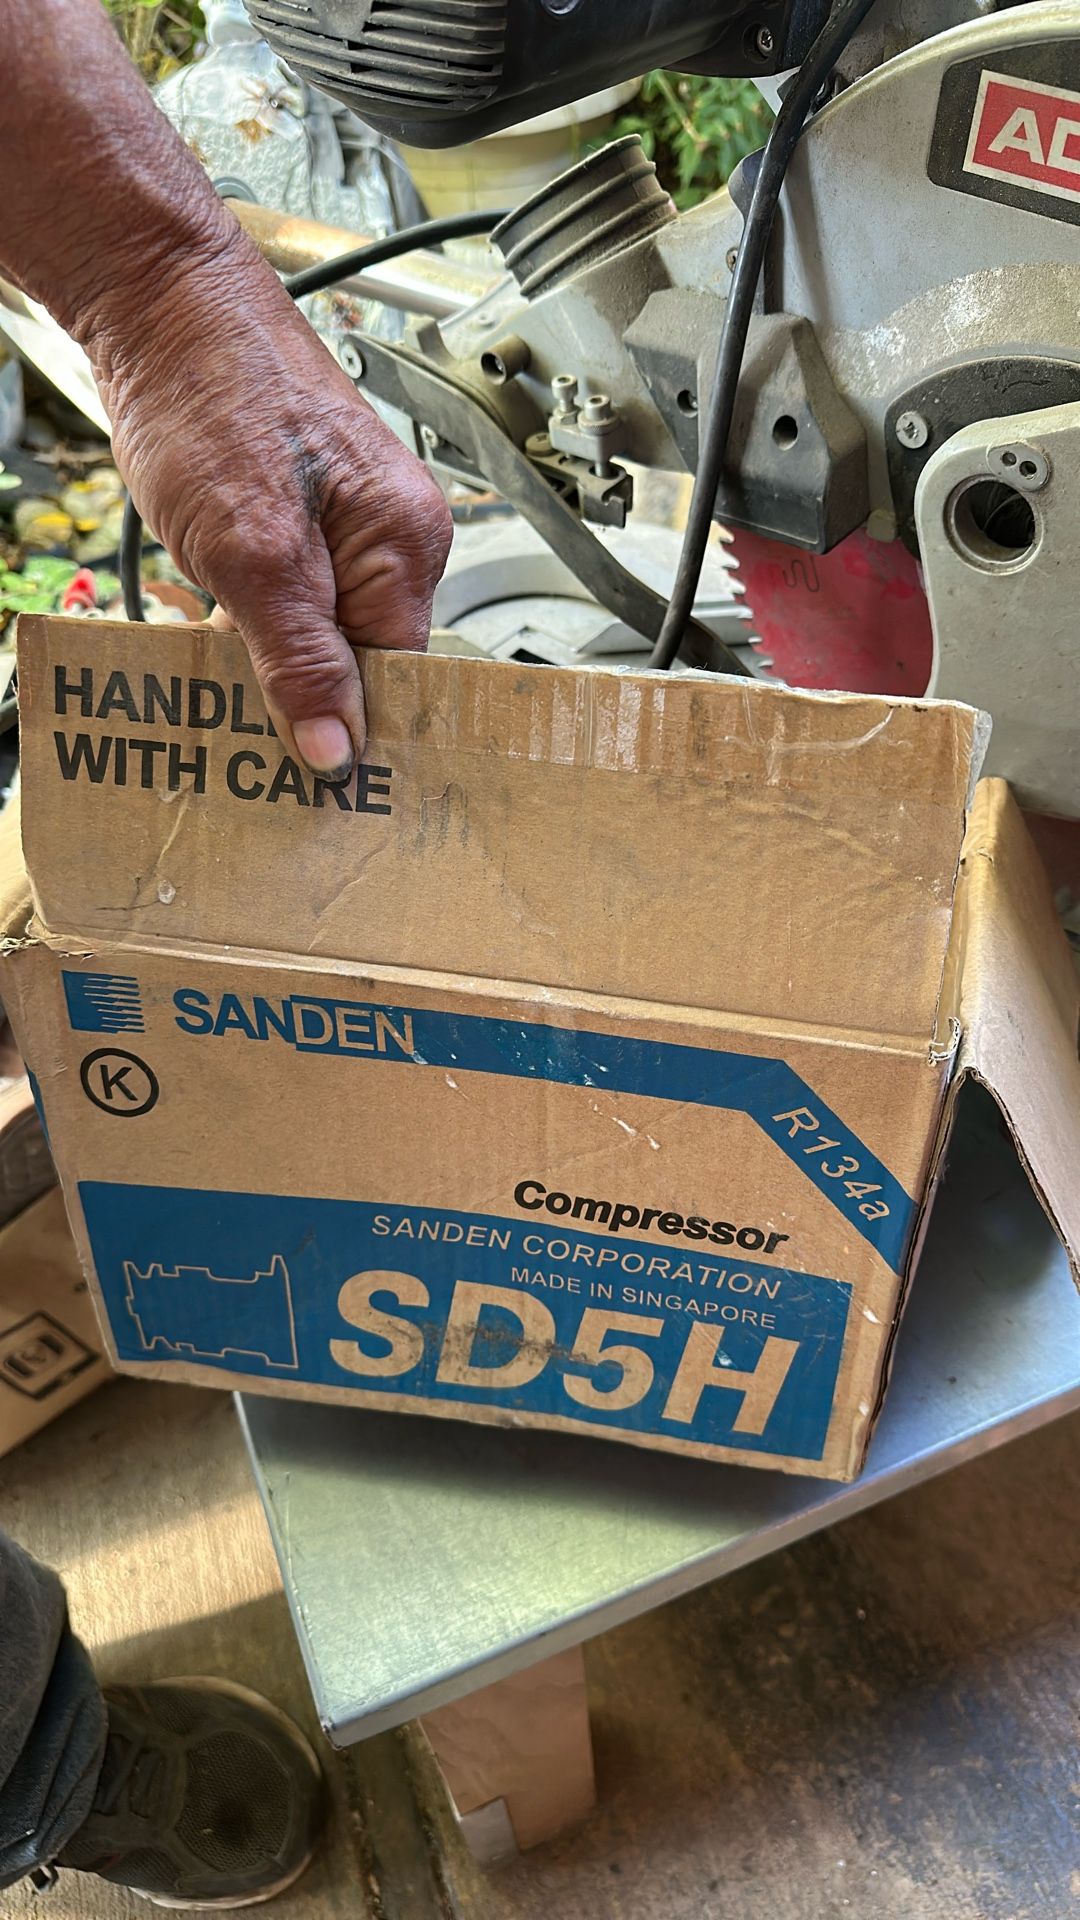 HANDL
WITH CARE
SANDEN
K
R134a
Compressor
SANDEN CORPORATION
MADE IN SINGAPORE
SD5H